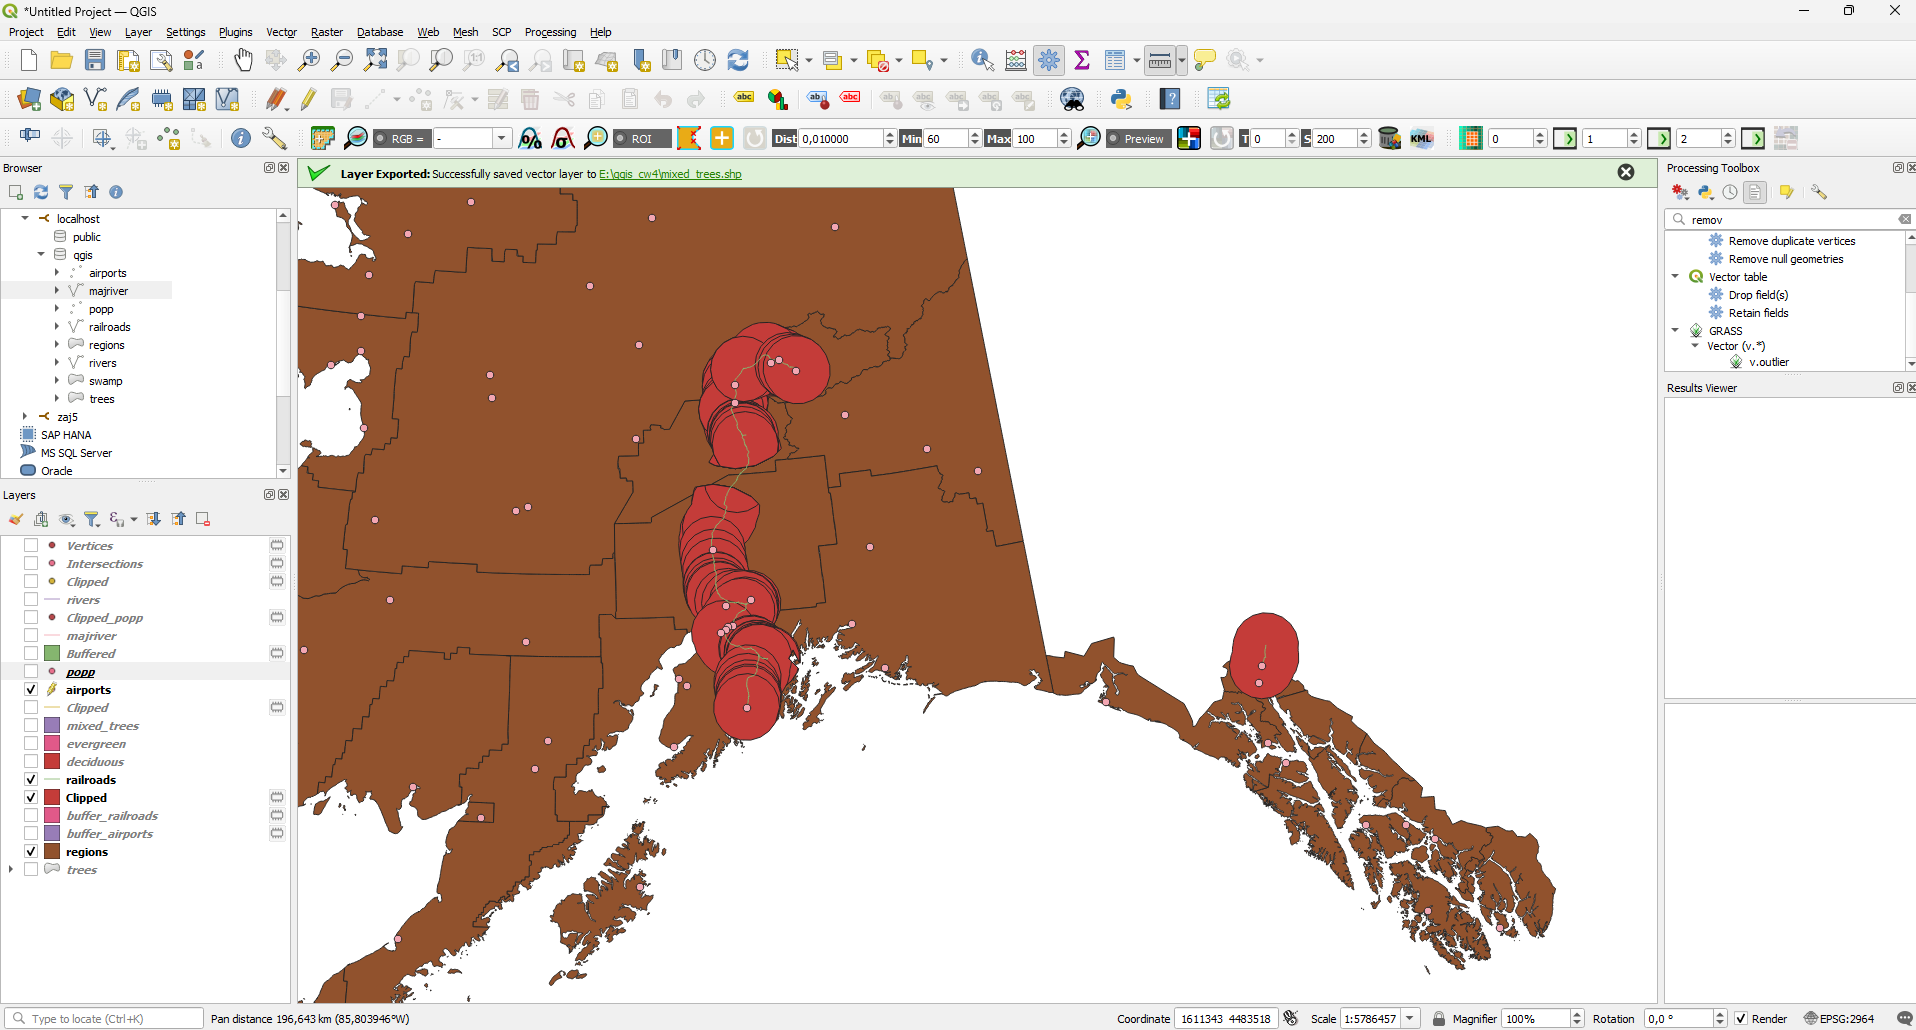 *Untitled Project — QGIS
Project Edit View Layer Settings Plugins Vector Raster Database Web Mesh SCP Processing Help
RGB = - ROI Dist 0,010000 Min 60 Max 100 Preview T 0 S 200 KML 0 1 2
Browser
localhost
public
qgis
airports
majriver
popp
railroads
regions
rivers
swamp
trees
zaj5
SAP HANA
MS SQL Server
Oracle
Layers
Vertices
Intersections
Clipped
rivers
Clipped_popp
majriver
Buffered
popp
airports
Clipped
mixed_trees
evergreen
deciduous
railroads
Clipped
buffer_railroads
buffer_airports
regions
trees
Layer Exported: Successfully saved vector layer to E:\qgis_cw4\mixed_trees.shp
Processing Toolbox
remov
Remove duplicate vertices
Remove null geometries
Vector table
Drop field(s)
Retain fields
GRASS
Vector (v.*)
v.outlier
Results Viewer
Type to locate (Ctrl+K) Pan distance 196,643 km (85,803946°W) Coordinate 1611343 4483518 Scale 1:5786457 Magnifier 100% Rotation 0,0 ° Render EPSG:2964